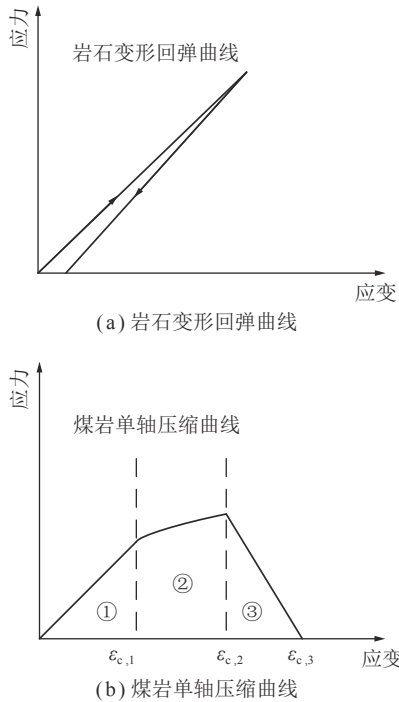 应力
岩石变形回弹曲线
应变
(a) 岩石变形回弹曲线
应力
煤岩单轴压缩曲线
① ② ③
εc,1 εc,2 εc,3 应变
(b) 煤岩单轴压缩曲线